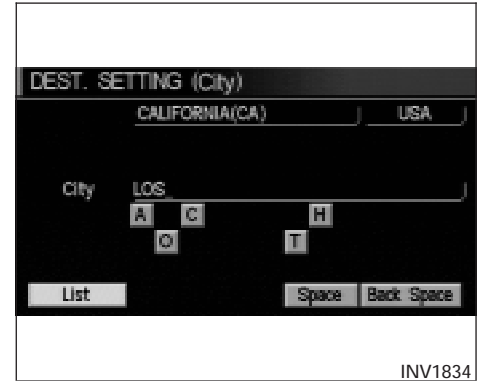 DEST. SETTING (City)
CALIFORNIA(CA) USA
City LOS_
A C H
O T
List Space Back Space
INV1834